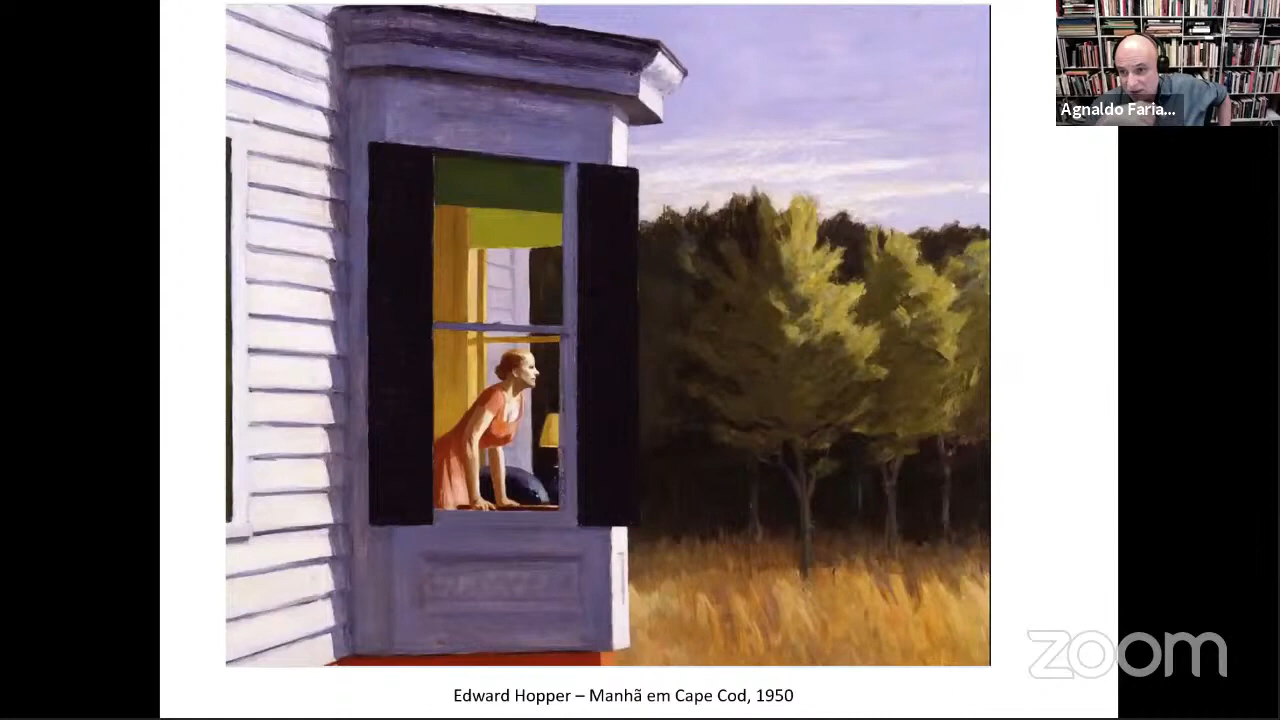 Agnaldo Faria...
zoom
Edward Hopper – Manhã em Cape Cod, 1950